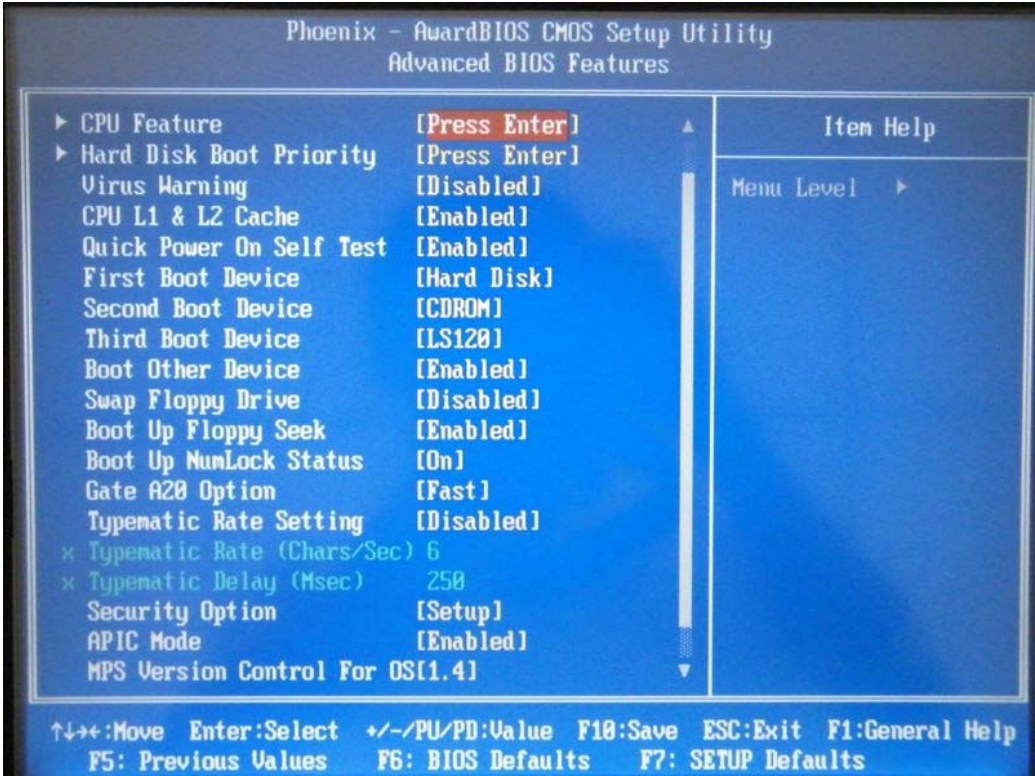 Phoenix - AwardBIOS CMOS Setup Utility
Advanced BIOS Features
▶ CPU Feature [Press Enter]
▶ Hard Disk Boot Priority [Press Enter]
Virus Warning [Disabled]
CPU L1 & L2 Cache [Enabled]
Quick Power On Self Test [Enabled]
First Boot Device [Hard Disk]
Second Boot Device [CDROM]
Third Boot Device [LS120]
Boot Other Device [Enabled]
Swap Floppy Drive [Disabled]
Boot Up Floppy Seek [Enabled]
Boot Up NumLock Status [On]
Gate A20 Option [Fast]
Typematic Rate Setting [Disabled]
x Typematic Rate (Chars/Sec) 6
x Typematic Delay (Msec) 250
Security Option [Setup]
APIC Mode [Enabled]
MPS Version Control For OS[1.4]
Item Help
Menu Level ▶
↑↓→←:Move Enter:Select +/-/PU/PD:Value F10:Save ESC:Exit F1:General Help
F5: Previous Values F6: BIOS Defaults F7: SETUP Defaults